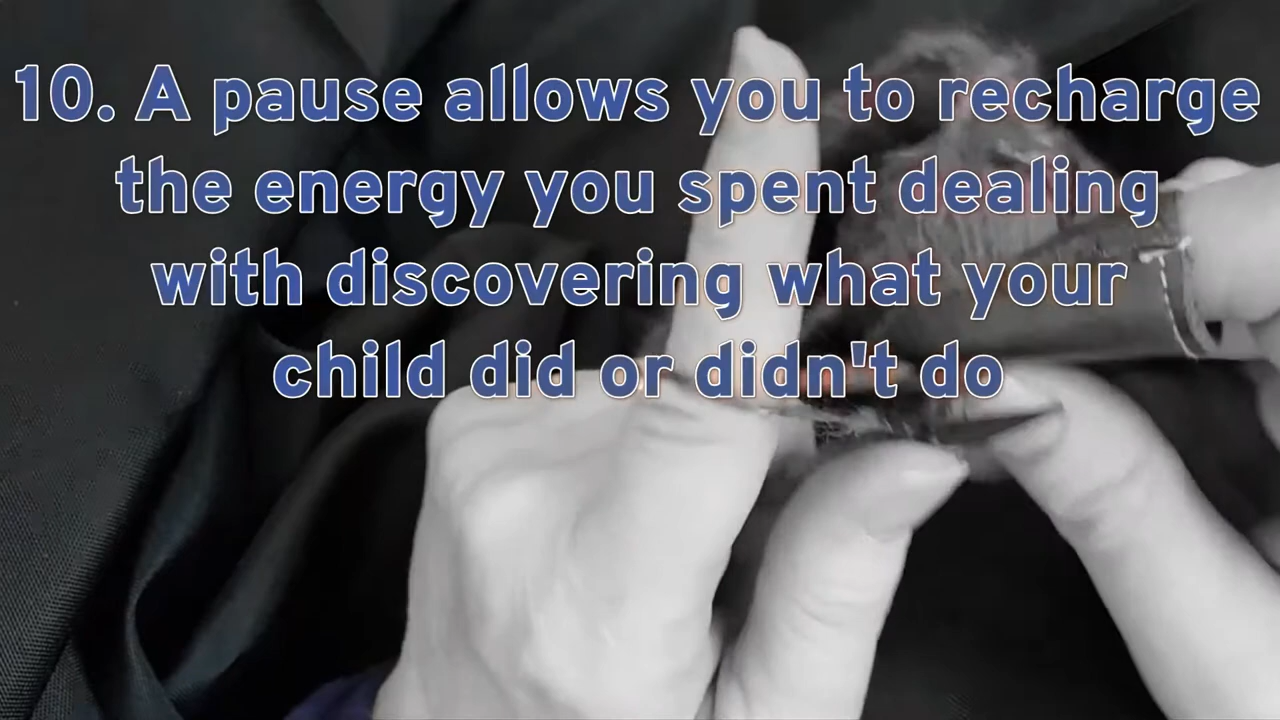 10. A pause allows you to recharge
the energy you spent dealing
with discovering what your
child did or didn't do